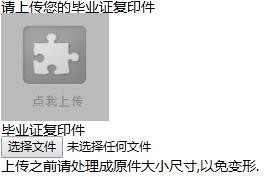 请上传您的毕业证复印件
点我上传
毕业证复印件
选择文件 未选择任何文件
上传之前请处理成原件大小尺寸,以免变形.